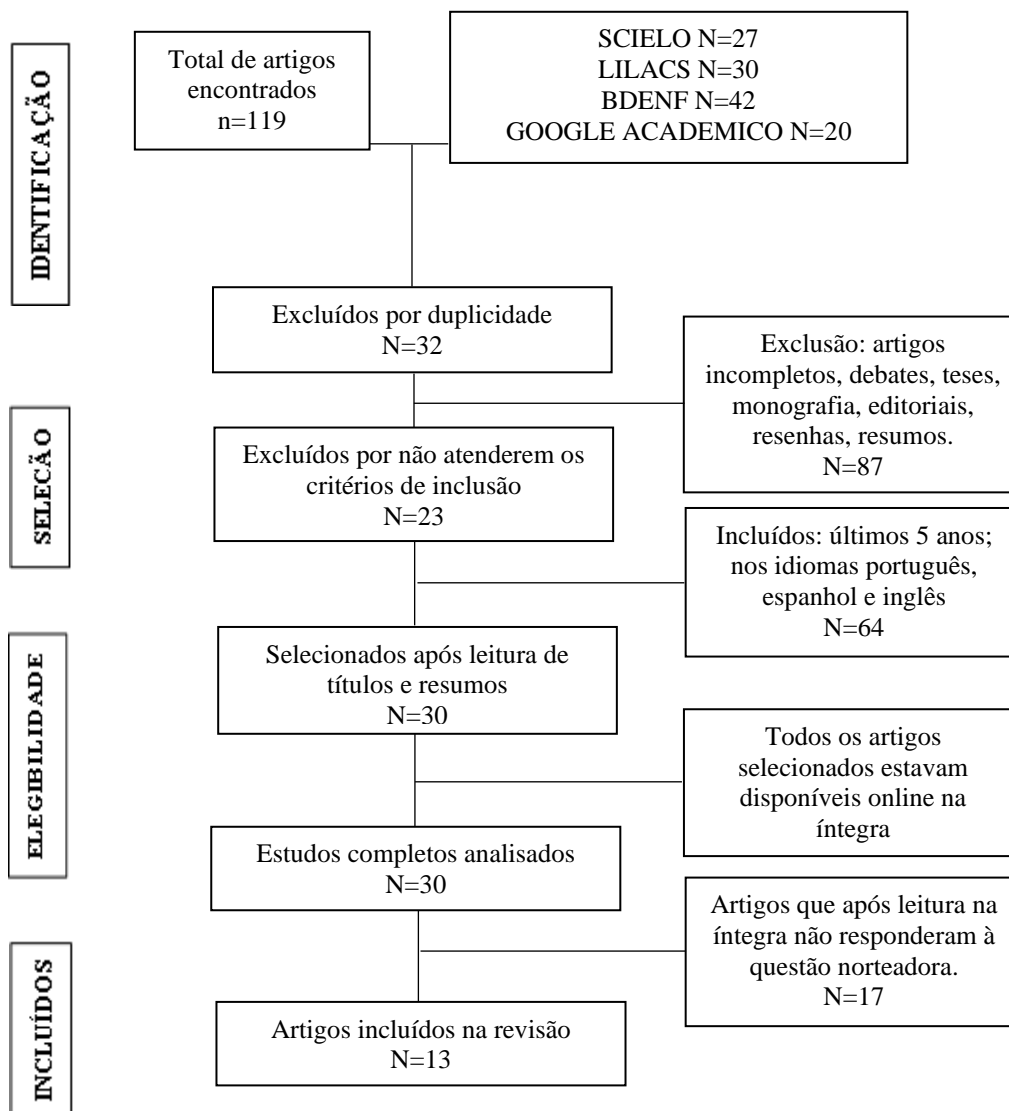 IDENTIFICAÇÃO
Total de artigos
encontrados
n=119
SCIELO N=27
LILACS N=30
BDENF N=42
GOOGLE ACADEMICO N=20
Excluídos por duplicidade
N=32
Exclusão: artigos
incompletos, debates, teses,
monografia, editoriais,
resenhas, resumos.
N=87
SELECÃO
Excluídos por não atenderem os
critérios de inclusão
N=23
Incluídos: últimos 5 anos;
nos idiomas português,
espanhol e inglês
N=64
ELEGIBILIDADE
Selecionados após leitura de
títulos e resumos
N=30
Todos os artigos
selecionados estavam
disponíveis online na
íntegra
Estudos completos analisados
N=30
Artigos que após leitura na
íntegra não responderam à
questão norteadora.
N=17
INCLUÍDOS
Artigos incluídos na revisão
N=13